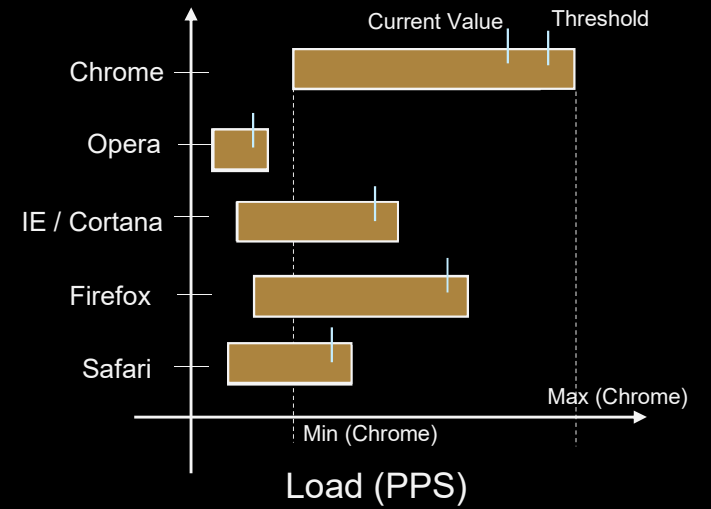 Current Value
Threshold
Chrome
Opera
IE / Cortana
Firefox
Safari
Max (Chrome)
Min (Chrome)
Load (PPS)